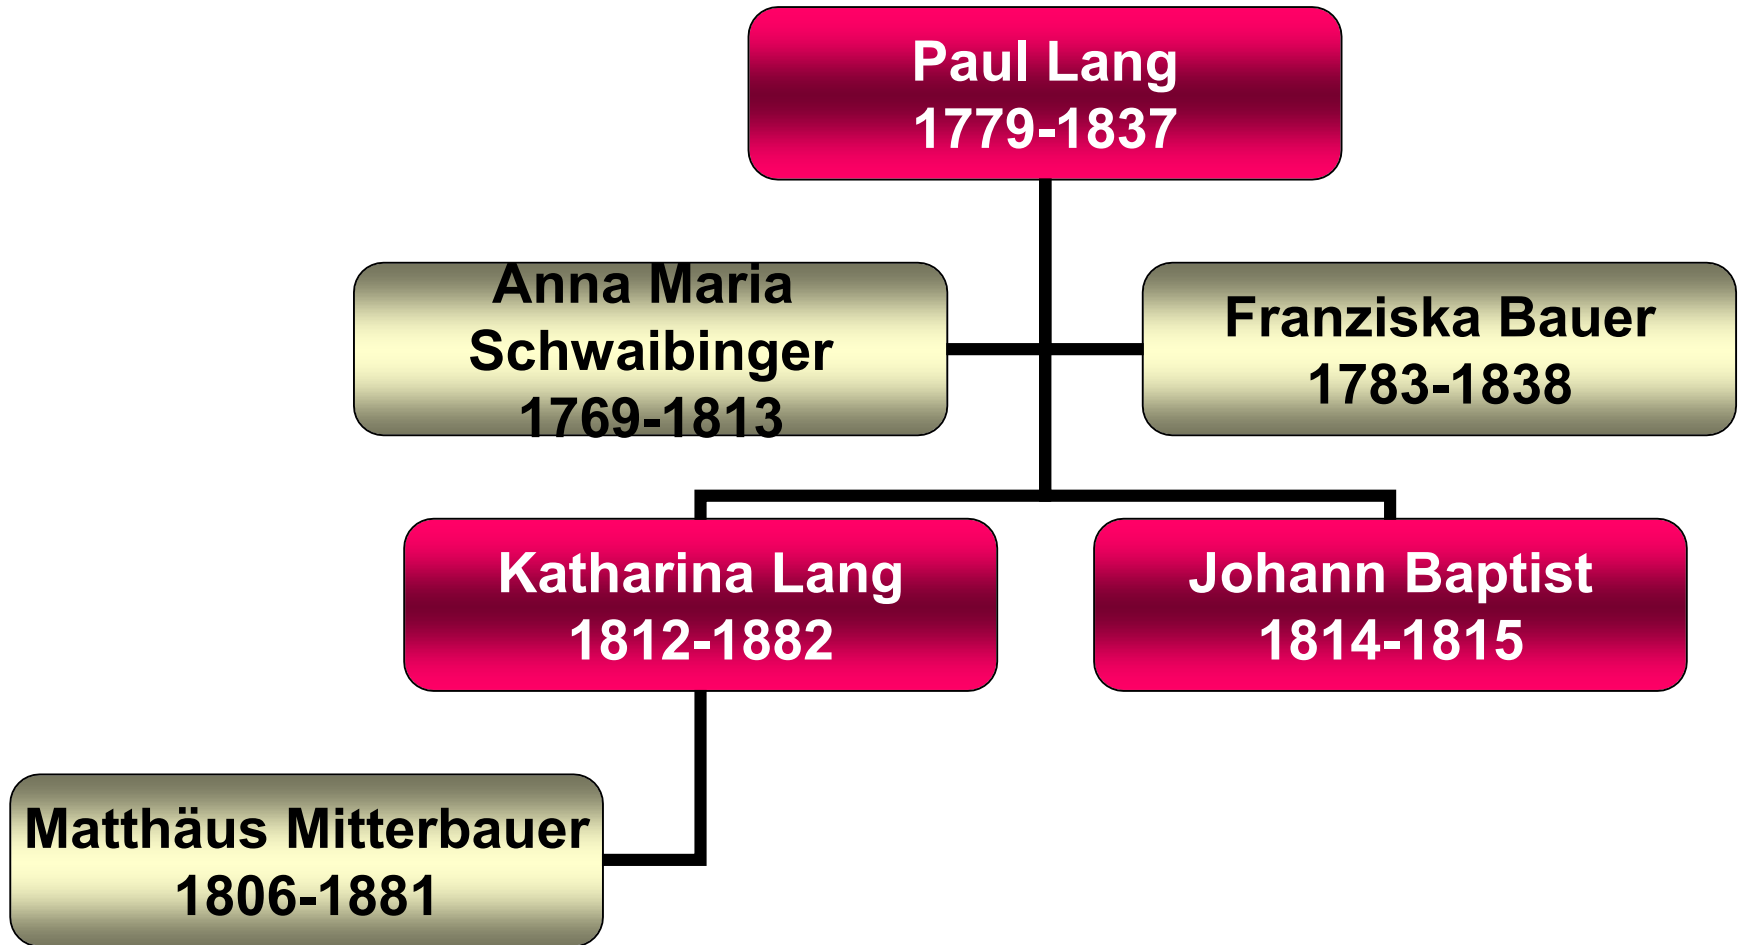 Paul Lang
1779-1837
Anna Maria
Schwaibinger
1769-1813
Franziska Bauer
1783-1838
Katharina Lang
1812-1882
Johann Baptist
1814-1815
Matthäus Mitterbauer
1806-1881